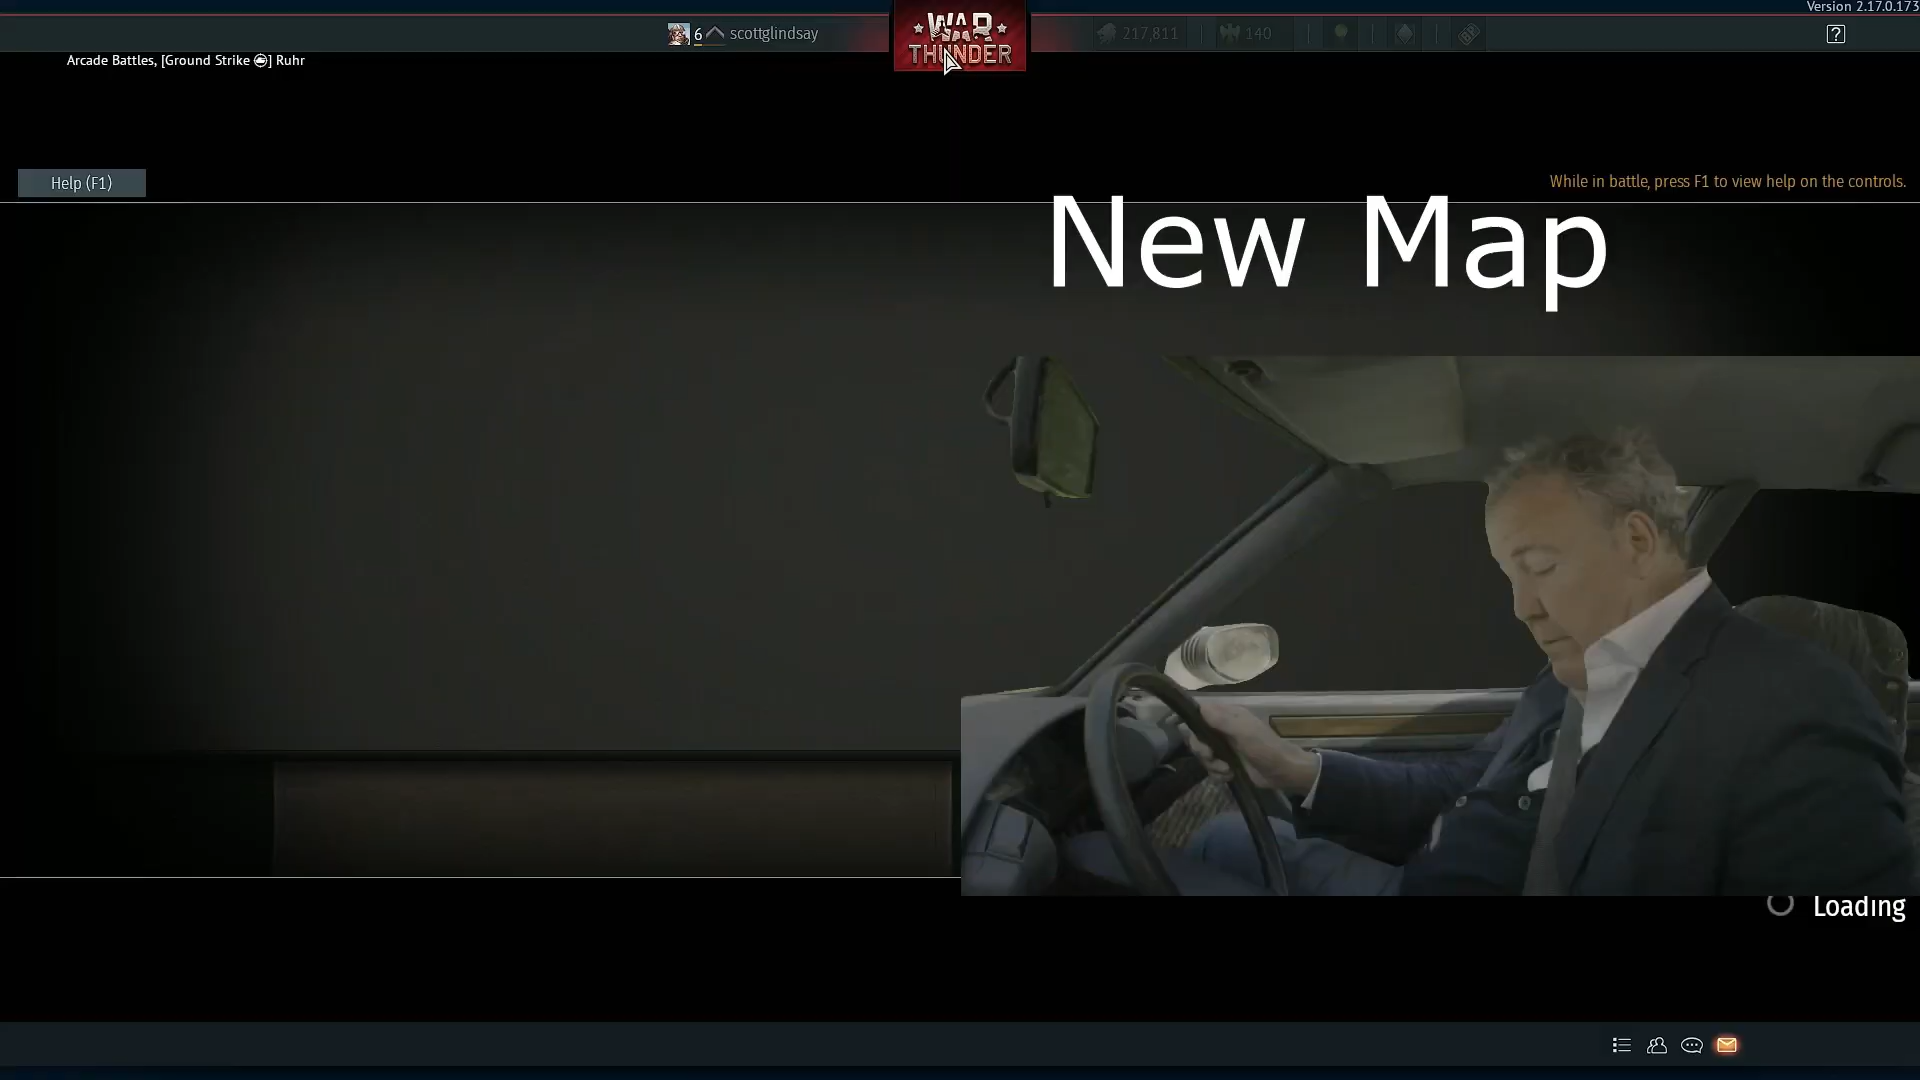 Version 2.17.0.173
6 scottglindsay
WAR
THUNDER
217,811
140
?
Arcade Battles, [Ground Strike] Ruhr
Help (F1)
While in battle, press F1 to view help on the controls.
New Map
Loading